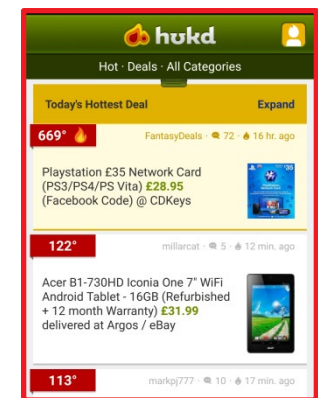 hukd
Hot · Deals · All Categories
Today's Hottest Deal Expand
669° FantasyDeals · 72 · 16 hr. ago
Playstation £35 Network Card
(PS3/PS4/PS Vita) £28.95
(Facebook Code) @ CDKeys
£35
122° millarcat · 5 · 12 min. ago
Acer B1-730HD Iconia One 7" WiFi
Android Tablet - 16GB (Refurbished
+ 12 month Warranty) £31.99
delivered at Argos / eBay
113° markpj777 · 10 · 17 min. ago